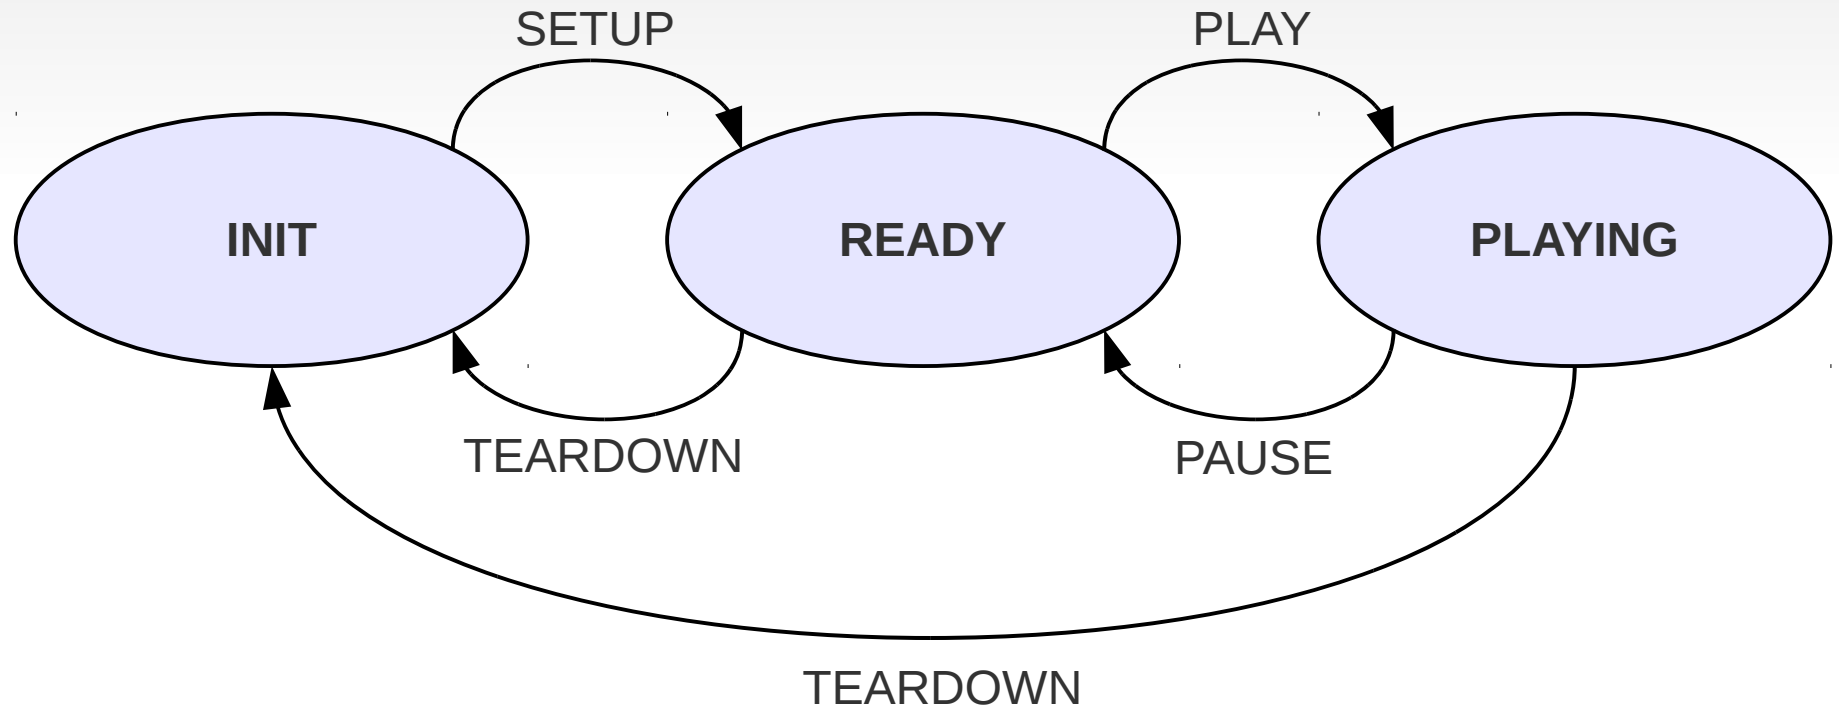 SETUP
PLAY
INIT
READY
PLAYING
TEARDOWN
PAUSE
TEARDOWN